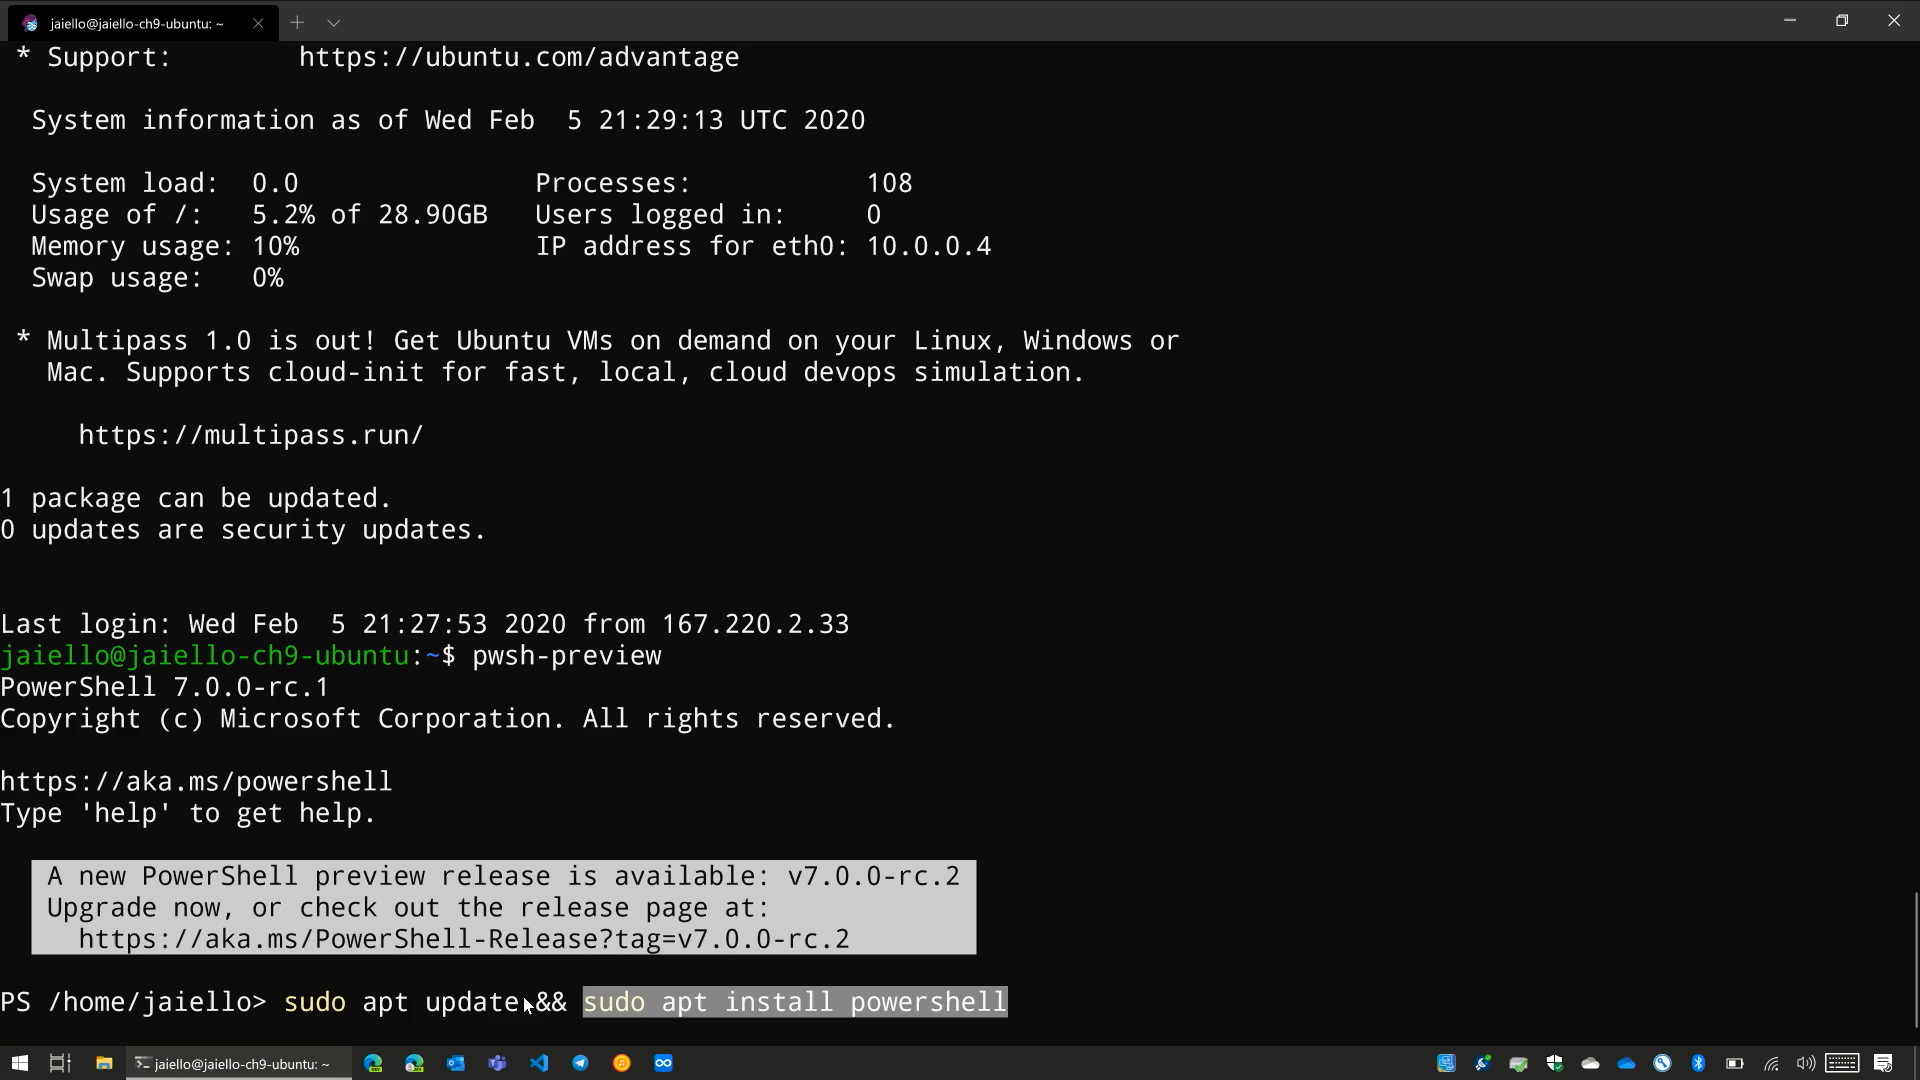 jaiello@jaiello-ch9-ubuntu: ~
* Support:        https://ubuntu.com/advantage
System information as of Wed Feb  5 21:29:13 UTC 2020
System load:  0.0               Processes:           108
Usage of /:   5.2% of 28.90GB   Users logged in:     0
Memory usage: 10%               IP address for eth0: 10.0.0.4
Swap usage:   0%
* Multipass 1.0 is out! Get Ubuntu VMs on demand on your Linux, Windows or
Mac. Supports cloud-init for fast, local, cloud devops simulation.
https://multipass.run/
1 package can be updated.
0 updates are security updates.
Last login: Wed Feb  5 21:27:53 2020 from 167.220.2.33
jaiello@jaiello-ch9-ubuntu:~$ pwsh-preview
PowerShell 7.0.0-rc.1
Copyright (c) Microsoft Corporation. All rights reserved.
https://aka.ms/powershell
Type 'help' to get help.
A new PowerShell preview release is available: v7.0.0-rc.2
Upgrade now, or check out the release page at:
https://aka.ms/PowerShell-Release?tag=v7.0.0-rc.2
PS /home/jaiello> sudo apt update && sudo apt install powershell
jaiello@jaiello-ch9-ubuntu: ~